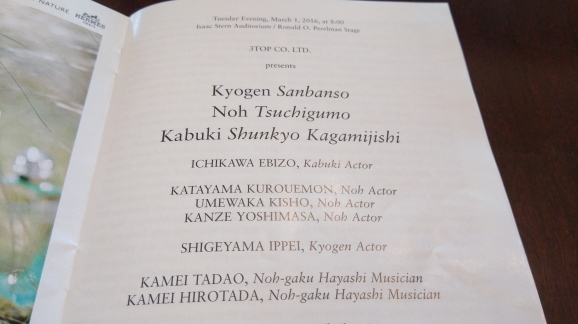 NATURE
HERMÈS
Tuesday Evening, March 1, 2016, at 8:00
Isaac Stern Auditorium / Ronald O. Perelman Stage
3TOP CO. LTD.
presents
Kyogen Sanbanso
Noh Tsuchigumo
Kabuki Shunkyo Kagamijishi
ICHIKAWA EBIZO, Kabuki Actor
KATAYAMA KUROUEMON, Noh Actor
UMEWAKA KISHO, Noh Actor
KANZE YOSHIMASA, Noh Actor
SHIGEYAMA IPPEI, Kyogen Actor
KAMEI TADAO, Noh-gaku Hayashi Musician
KAMEI HIROTADA, Noh-gaku Hayashi Musician